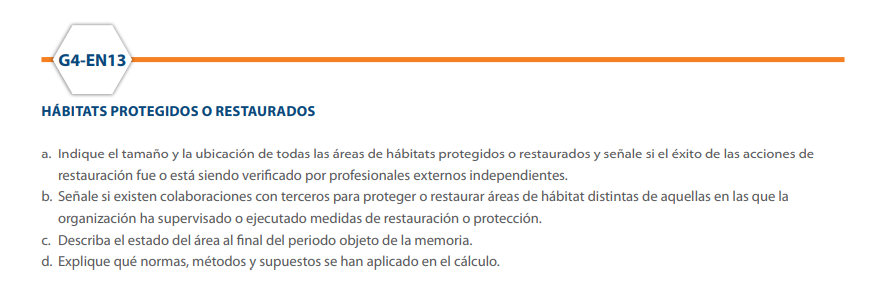 G4-EN13
HÁBITATS PROTEGIDOS O RESTAURADOS
a. Indique el tamaño y la ubicación de todas las áreas de hábitats protegidos o restaurados y señale si el éxito de las acciones de
restauración fue o está siendo verificado por profesionales externos independientes.
b. Señale si existen colaboraciones con terceros para proteger o restaurar áreas de hábitat distintas de aquellas en las que la
organización ha supervisado o ejecutado medidas de restauración o protección.
c. Describa el estado del área al final del periodo objeto de la memoria.
d. Explique qué normas, métodos y supuestos se han aplicado en el cálculo.